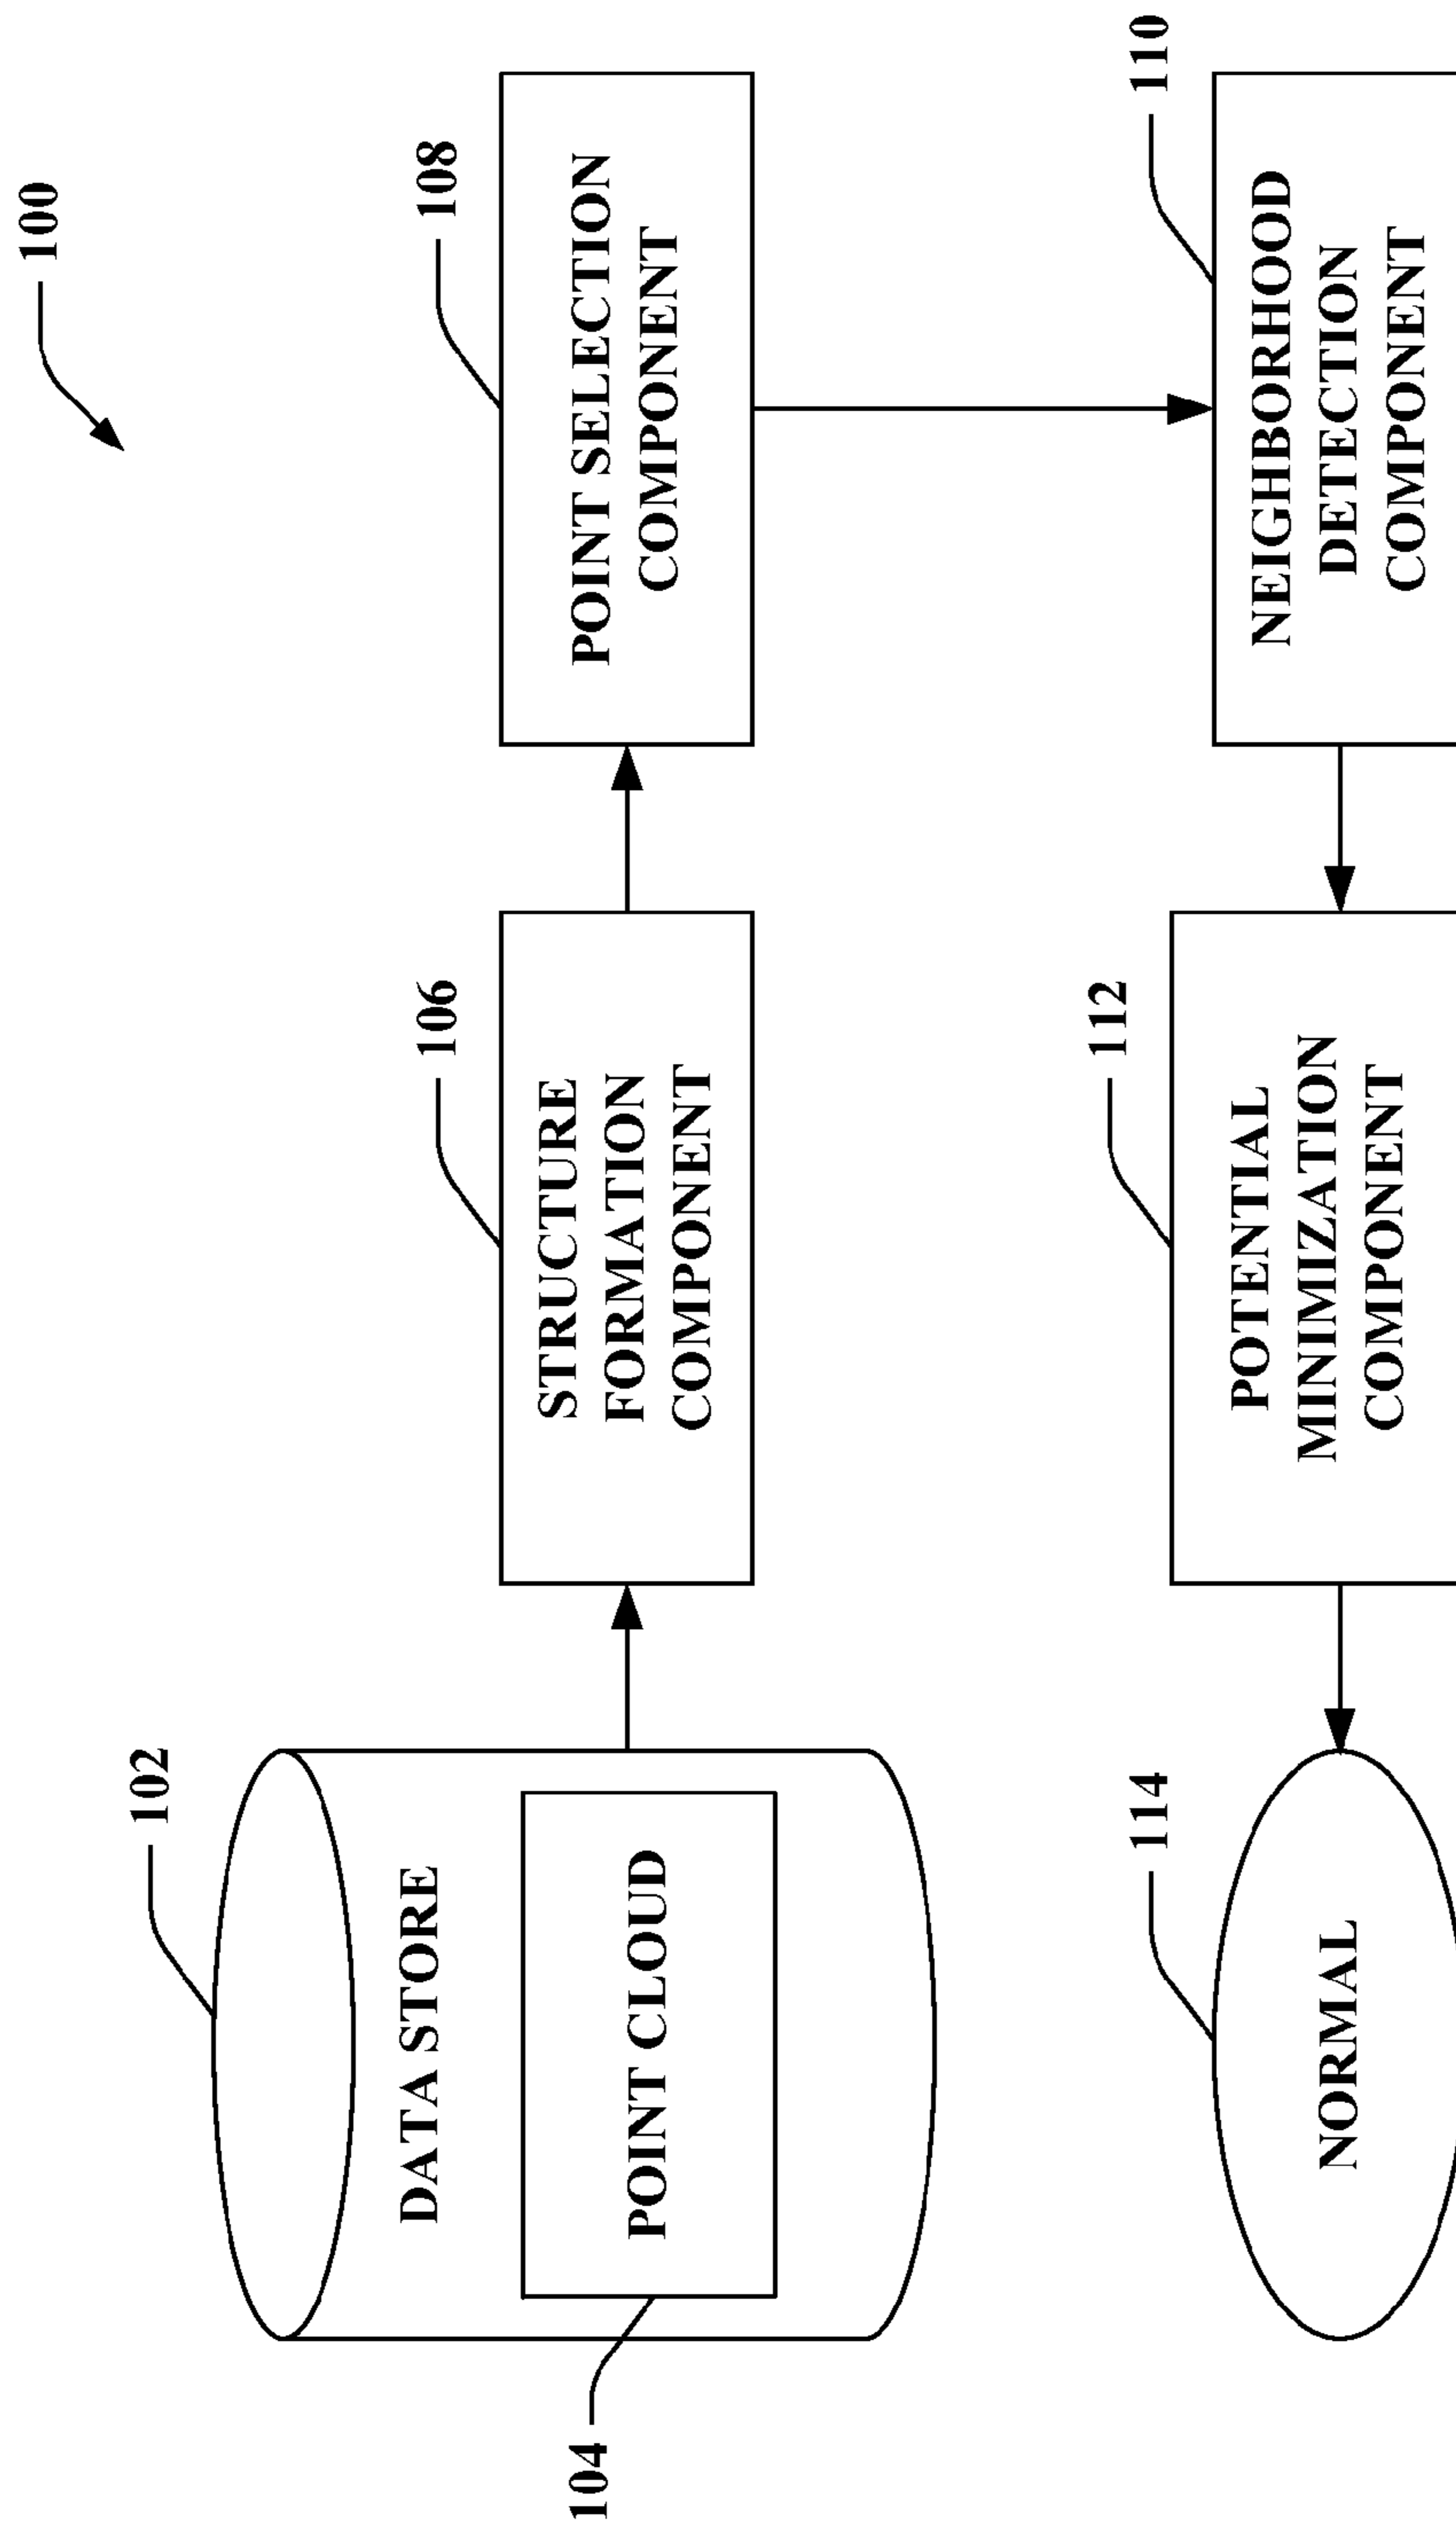 100
102
DATA STORE
104
POINT CLOUD
106
STRUCTURE
FORMATION
COMPONENT
108
POINT SELECTION
COMPONENT
114
NORMAL
112
POTENTIAL
MINIMIZATION
COMPONENT
110
NEIGHBORHOOD
DETECTION
COMPONENT